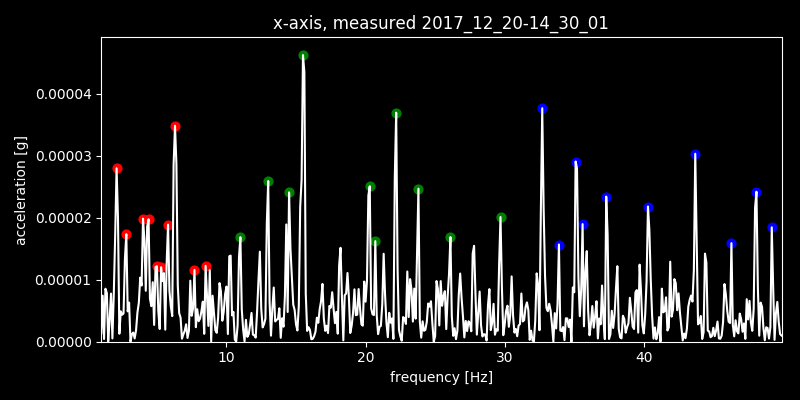 x-axis, measured 2017_12_20-14_30_01
acceleration [g]
0.00004
0.00003
0.00002
0.00001
0.00000
10 20 30 40
frequency [Hz]